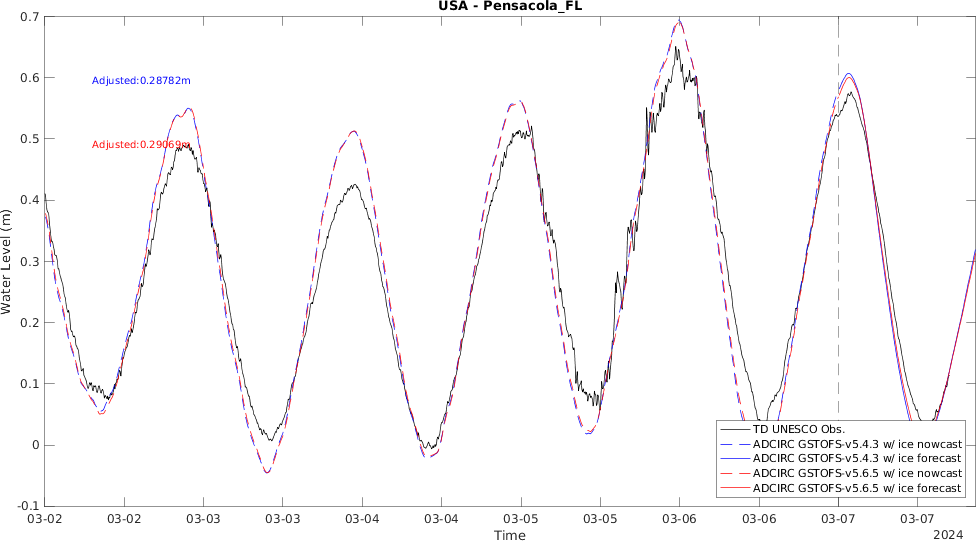 USA - Pensacola_FL
0.7
0.6
0.5
0.4
0.3
0.2
0.1
0
-0.1
Water Level (m)
Adjusted:0.28782m
Adjusted:0.29069m
TD UNESCO Obs.
ADCIRC GSTOFS-v5.4.3 w/ ice nowcast
ADCIRC GSTOFS-v5.4.3 w/ ice forecast
ADCIRC GSTOFS-v5.6.5 w/ ice nowcast
ADCIRC GSTOFS-v5.6.5 w/ ice forecast
03-02 03-02 03-03 03-03 03-04 03-04 03-05 03-05 03-06 03-06 03-07 03-07
Time
2024